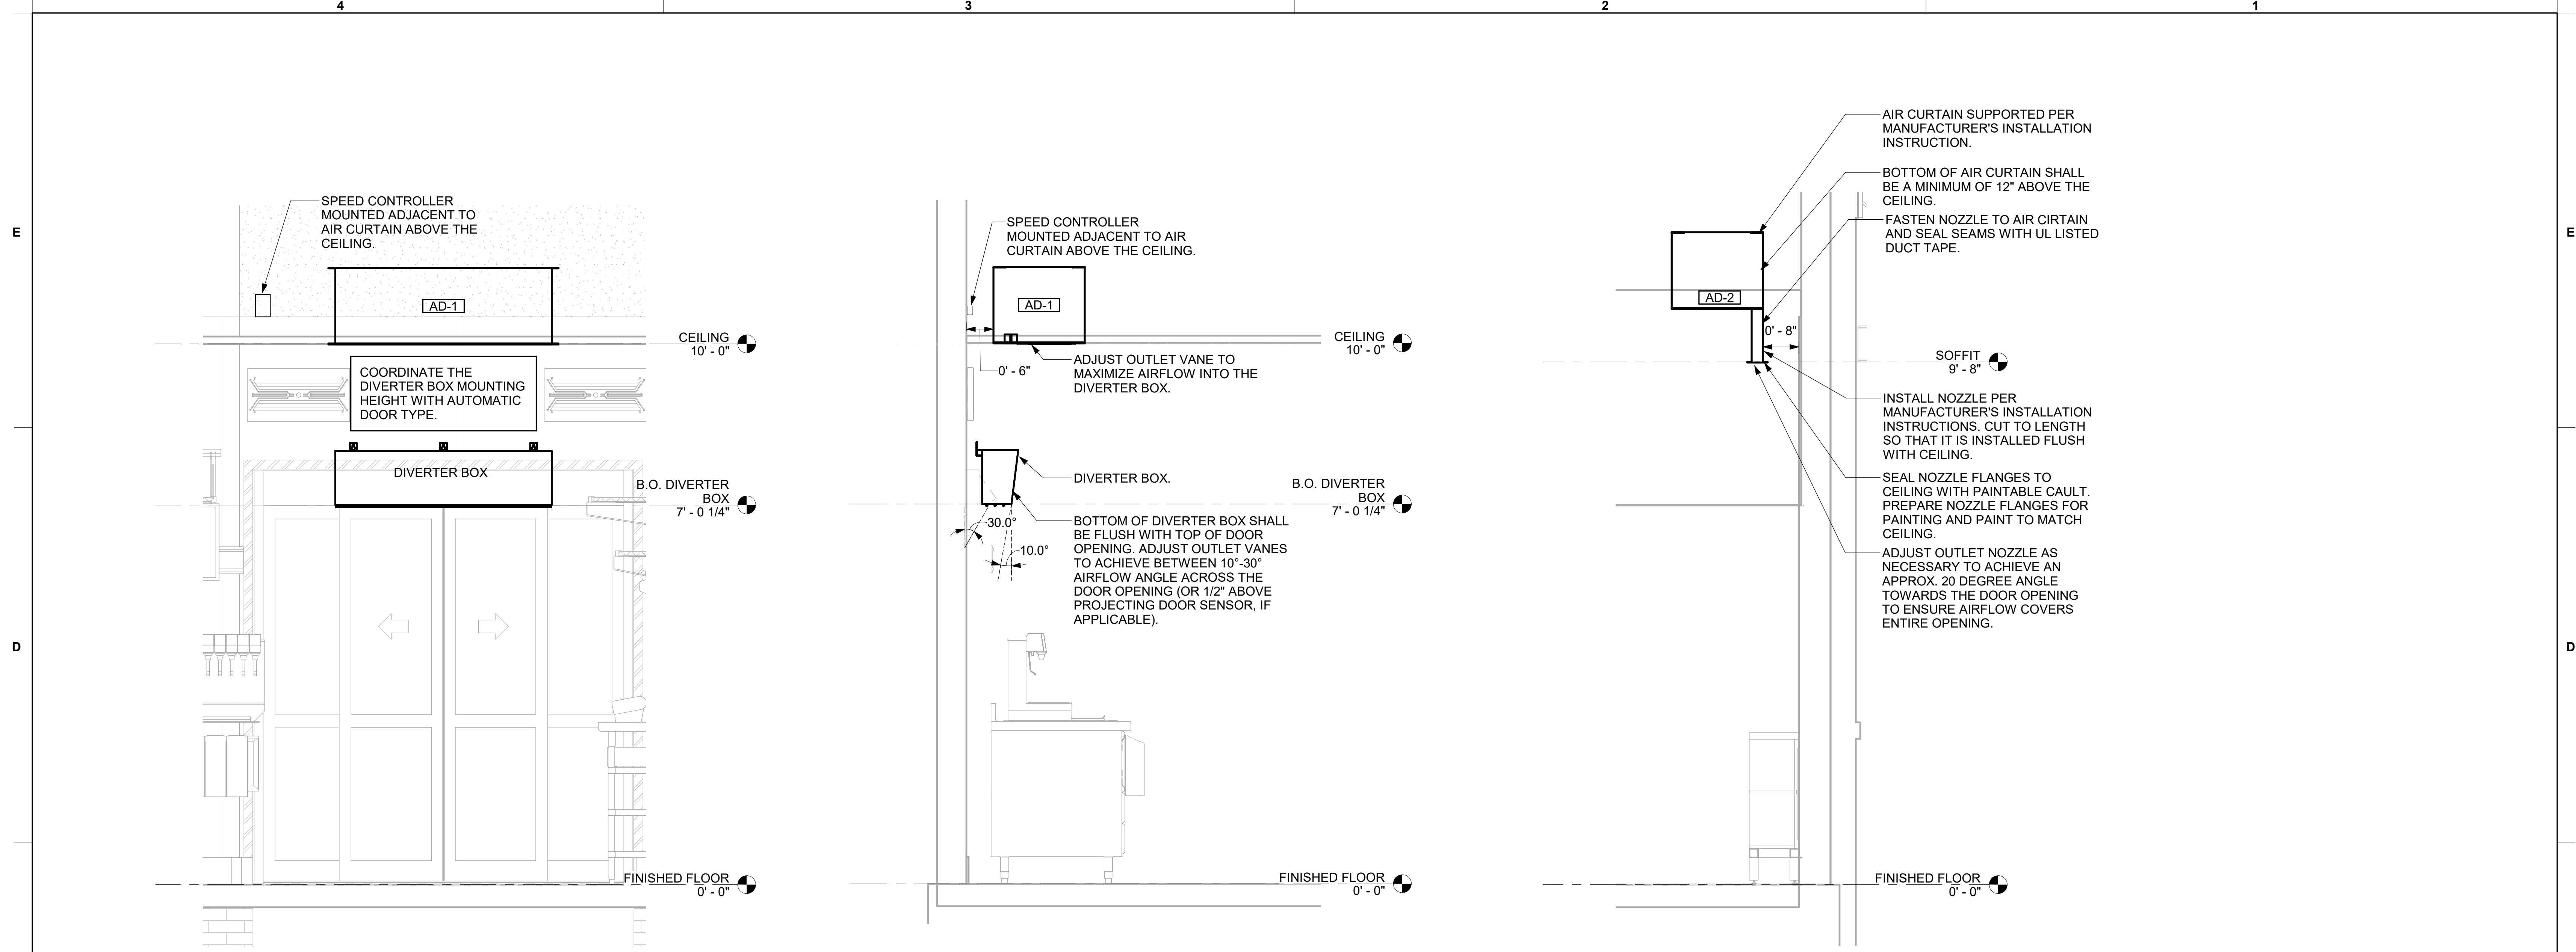 4
3
2
1
E
E
D
D
SPEED CONTROLLER
MOUNTED ADJACENT TO
AIR CURTAIN ABOVE THE
CEILING.
AD-1
CEILING
10' - 0"
COORDINATE THE
DIVERTER BOX MOUNTING
HEIGHT WITH AUTOMATIC
DOOR TYPE.
DIVERTER BOX
B.O. DIVERTER
BOX
7' - 0 1/4"
FINISHED FLOOR
0' - 0"
SPEED CONTROLLER
MOUNTED ADJACENT TO AIR
CURTAIN ABOVE THE CEILING.
AD-1
CEILING
10' - 0"
0' - 6"
ADJUST OUTLET VANE TO
MAXIMIZE AIRFLOW INTO THE
DIVERTER BOX.
DIVERTER BOX.
B.O. DIVERTER
BOX
7' - 0 1/4"
30.0°
10.0°
BOTTOM OF DIVERTER BOX SHALL
BE FLUSH WITH TOP OF DOOR
OPENING. ADJUST OUTLET VANES
TO ACHIEVE BETWEEN 10°-30°
AIRFLOW ANGLE ACROSS THE
DOOR OPENING (OR 1/2" ABOVE
PROJECTING DOOR SENSOR, IF
APPLICABLE).
FINISHED FLOOR
0' - 0"
AIR CURTAIN SUPPORTED PER
MANUFACTURER'S INSTALLATION
INSTRUCTION.
BOTTOM OF AIR CURTAIN SHALL
BE A MINIMUM OF 12" ABOVE THE
CEILING.
FASTEN NOZZLE TO AIR CIRTAIN
AND SEAL SEAMS WITH UL LISTED
DUCT TAPE.
AD-2
0' - 8"
SOFFIT
9' - 8"
INSTALL NOZZLE PER
MANUFACTURER'S INSTALLATION
INSTRUCTIONS. CUT TO LENGTH
SO THAT IT IS INSTALLED FLUSH
WITH CEILING.
SEAL NOZZLE FLANGES TO
CEILING WITH PAINTABLE CAULT.
PREPARE NOZZLE FLANGES FOR
PAINTING AND PAINT TO MATCH
CEILING.
ADJUST OUTLET NOZZLE AS
NECESSARY TO ACHIEVE AN
APPROX. 20 DEGREE ANGLE
TOWARDS THE DOOR OPENING
TO ENSURE AIRFLOW COVERS
ENTIRE OPENING.
FINISHED FLOOR
0' - 0"